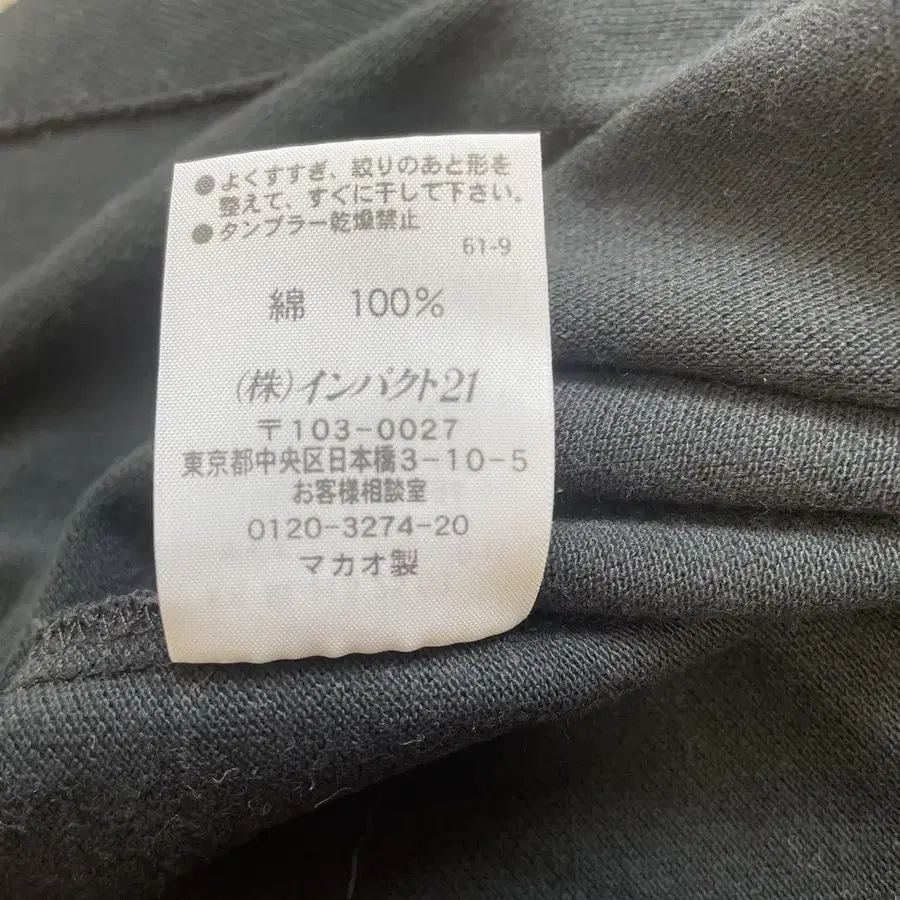 ●よくすすぎ、絞りのあと形を
整えて、すぐに干して下さい。
●タンブラー乾燥禁止
61-9
綿 100%
(株)インパクト21
〒103-0027
東京都中央区日本橋3-10-5
お客様相談室
0120-3274-20
マカオ製